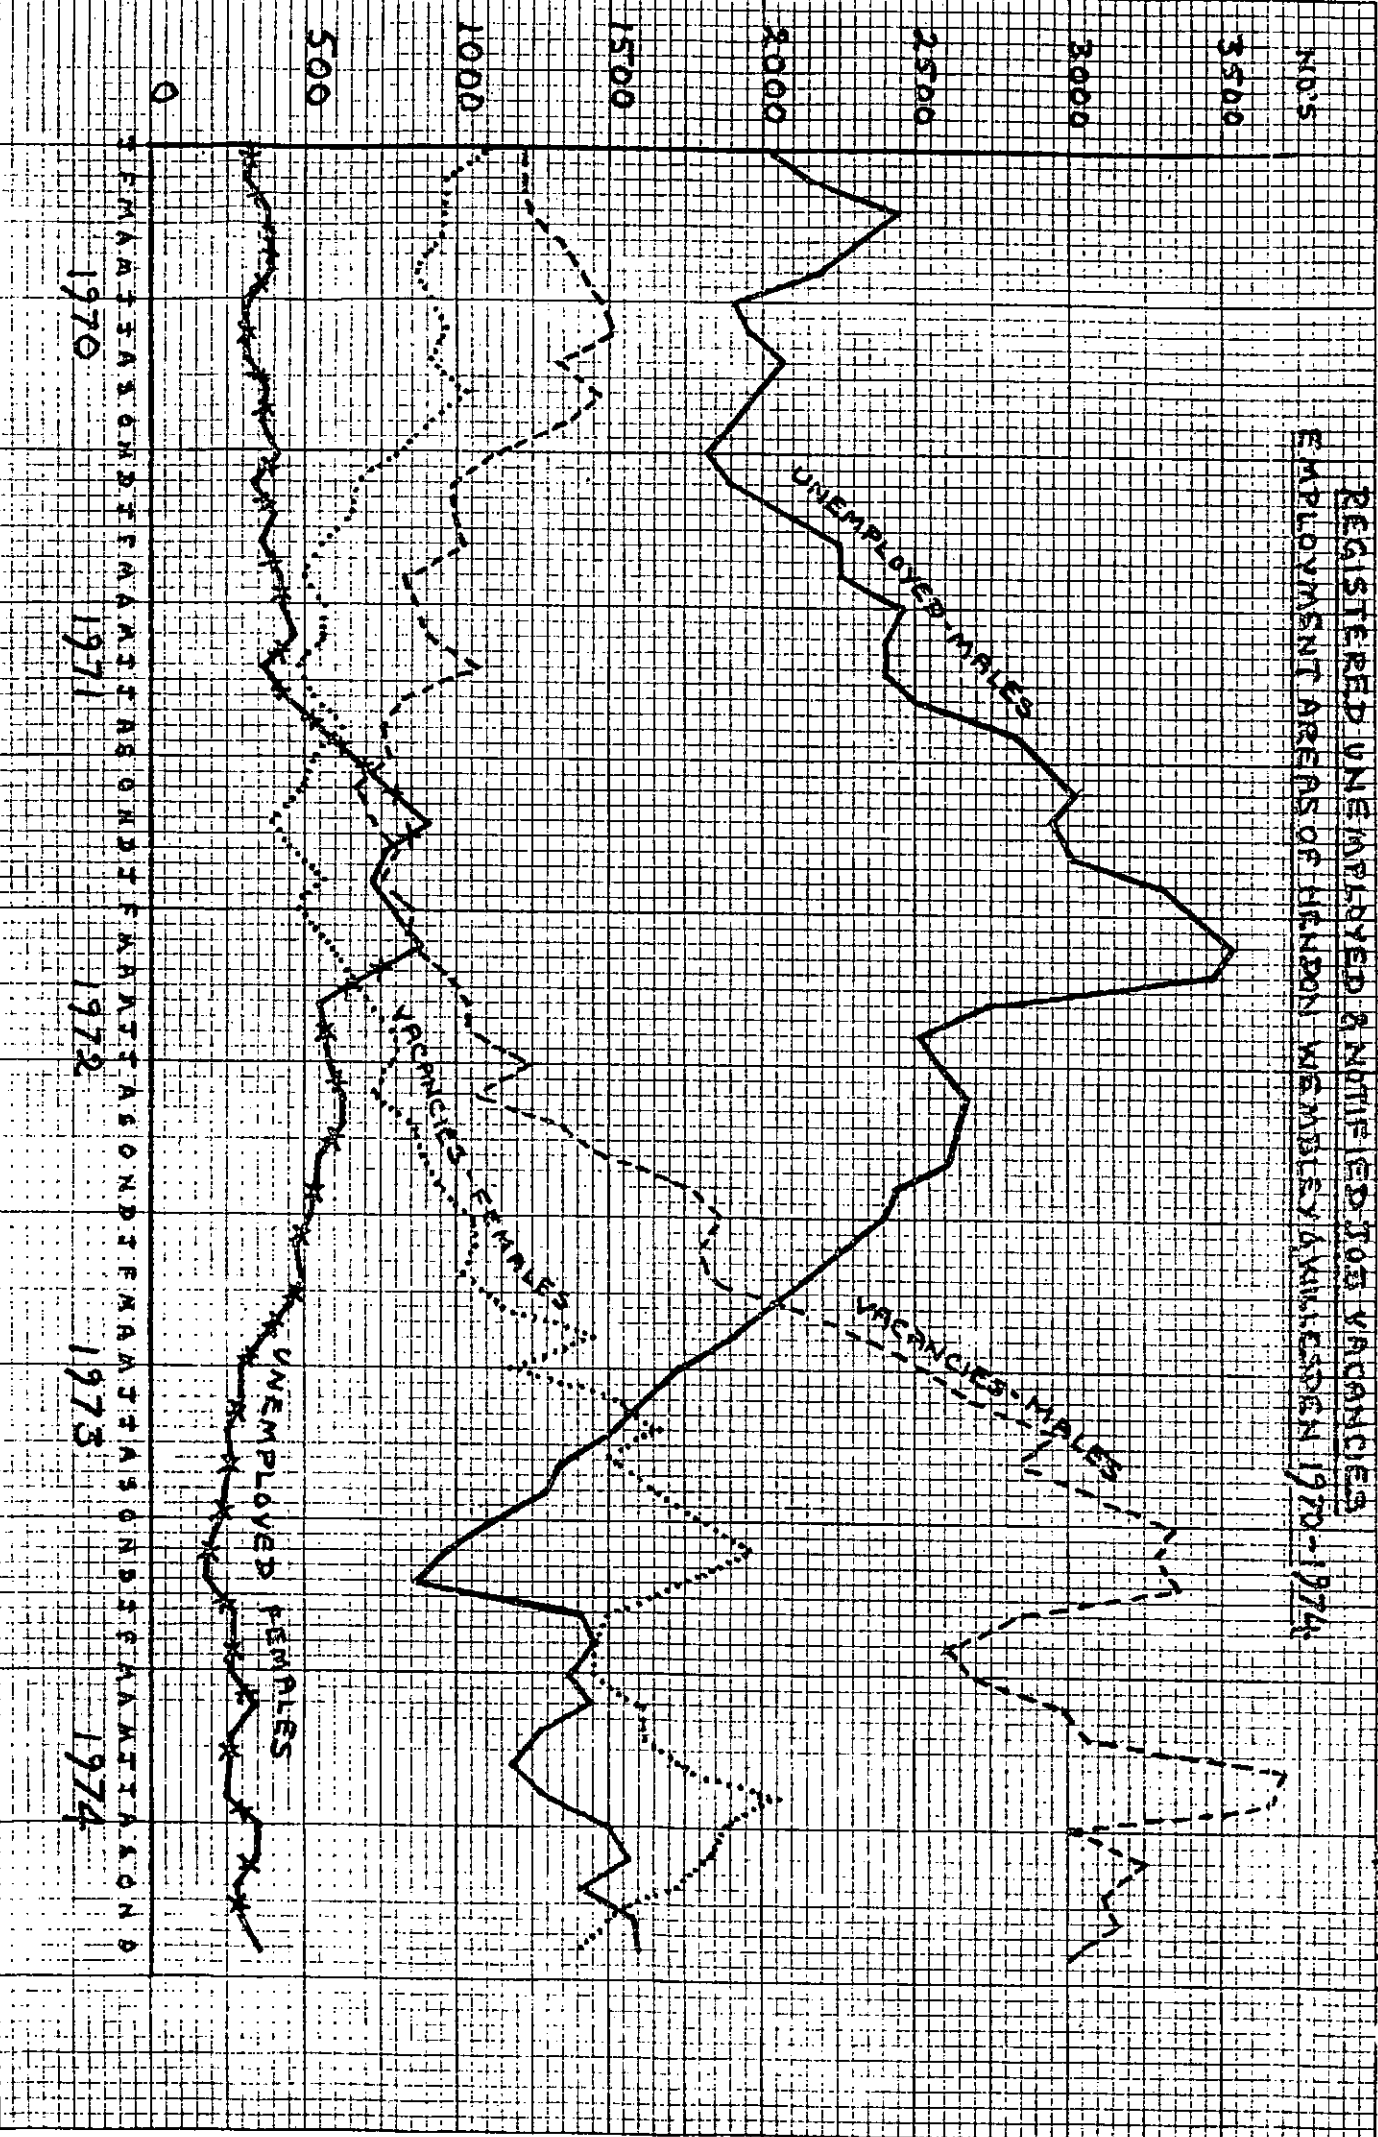 REGISTERED UNEMPLOYED & NOTIFIED JOB VACANCIES
EMPLOYMENT AREAS OF HENDON WEMBLEY & WILLESDEN 1970-1974.
NO'S
3500
3000
2500
2000
1500
1000
500
0
UNEMPLOYED-MALES
VACANCIES-MALES
VACANCIES-FEMALES
UNEMPLOYED FEMALES
J F M A M J J A S O N D J F M A M J J A S O N D J F M A M J J A S O N D J F M A M J J A S O N D J F M A M J J A S O N D
1970 1971 1972 1973 1974